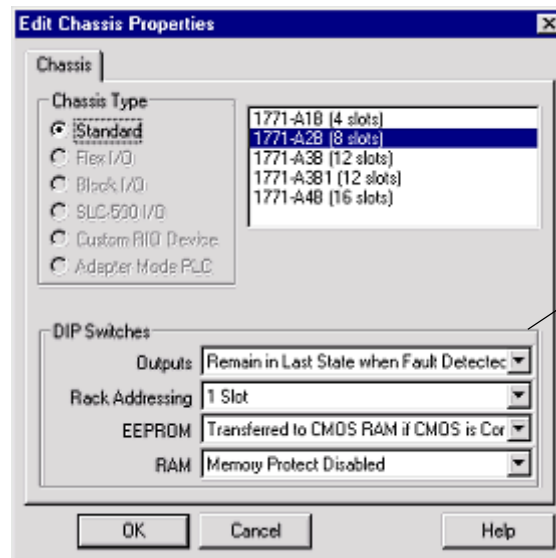 Edit Chassis Properties
Chassis
Chassis Type
Standard
Flex I/O
Block I/O
SLC-500 I/O
Custom RIO Device
Adapter Mode PLC
1771-A1B (4 slots)
1771-A2B (8 slots)
1771-A3B (12 slots)
1771-A3B1 (12 slots)
1771-A4B (16 slots)
DIP Switches
Outputs Remain in Last State when Fault Detected
Rack Addressing 1 Slot
EEPROM Transferred to CMOS RAM if CMOS is Cor
RAM Memory Protect Disabled
OK Cancel Help